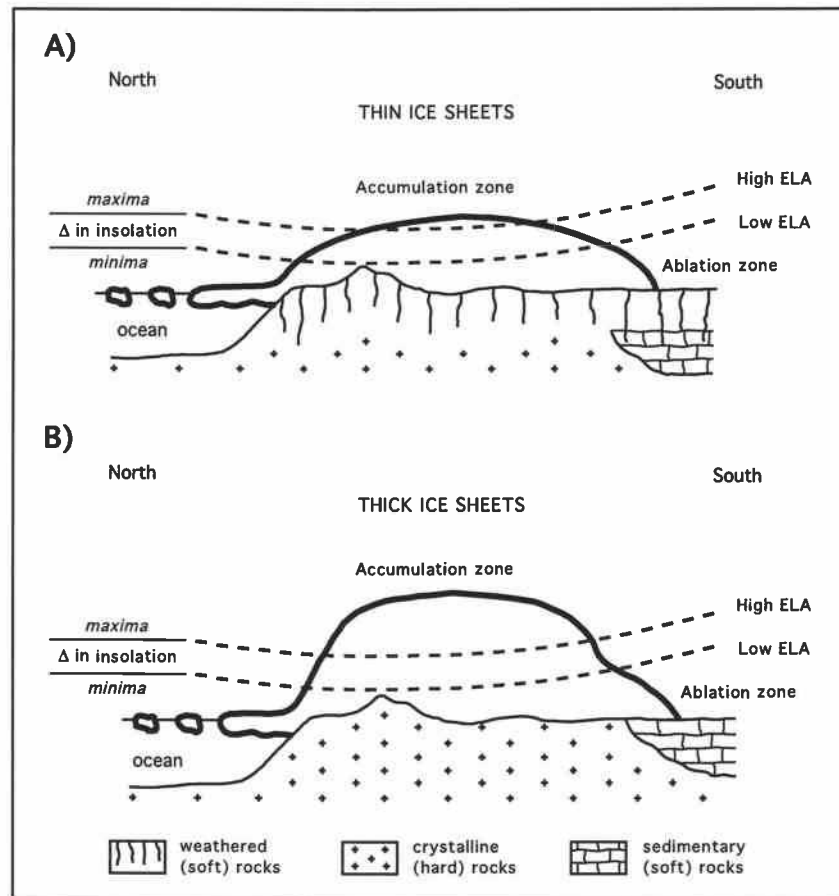 A)
North
South
THIN ICE SHEETS
Accumulation zone
High ELA
maxima
Δ in insolation
Low ELA
minima
Ablation zone
ocean
B)
North
South
THICK ICE SHEETS
Accumulation zone
High ELA
maxima
Δ in insolation
Low ELA
minima
Ablation zone
ocean
weathered
(soft) rocks
crystalline
(hard) rocks
sedimentary
(soft) rocks